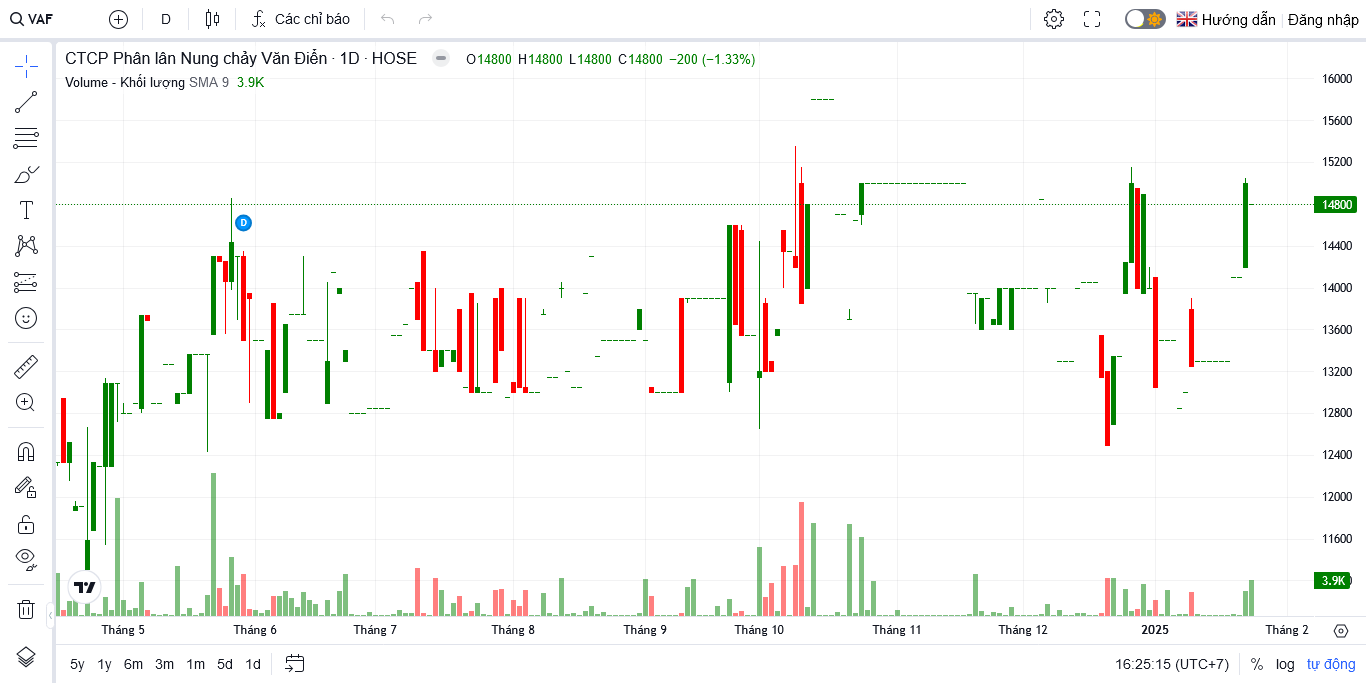 VAF D Các chỉ báo Hướng dẫn Đăng nhập
CTCP Phân lân Nung chảy Văn Điển · 1D · HOSE O14800 H14800 L14800 C14800 −200 (−1.33%)
Volume - Khối lượng SMA 9 3.9K
16000
15600
15200
14800
D
14400
14000
13600
13200
12800
12400
12000
11600
3.9K
Tháng 5 Tháng 6 Tháng 7 Tháng 8 Tháng 9 Tháng 10 Tháng 11 Tháng 12 2025 Tháng 2
5y 1y 6m 3m 1m 5d 1d 16:25:15 (UTC+7) % log tự động